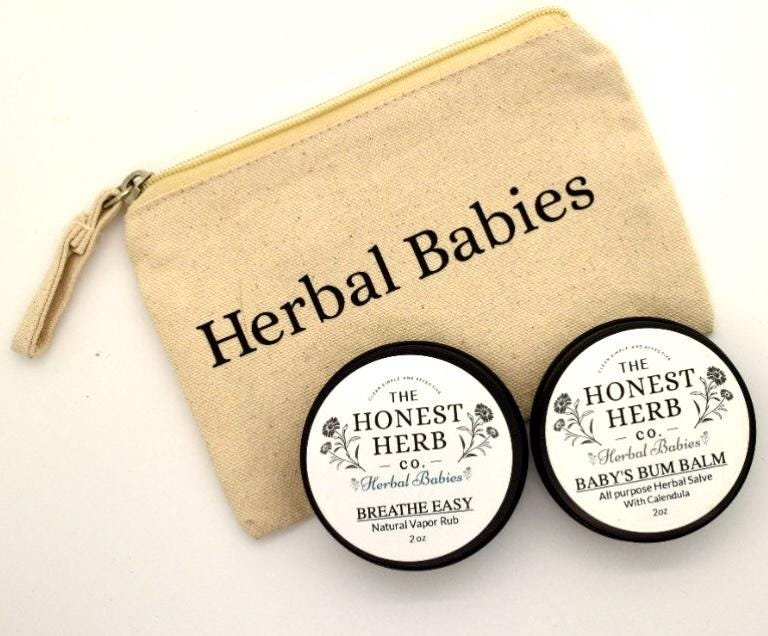 Herbal Babies
CLEAN SIMPLE AND EFFECTIVE
THE
HONEST
HERB
CO.
Herbal Babies
BREATHE EASY
Natural Vapor Rub
2 oz
CLEAN SIMPLE AND EFFECTIVE
THE
HONEST
HERB
CO.
Herbal Babies
BABY'S BUM BALM
All purpose Herbal Salve
With Calendula
2oz